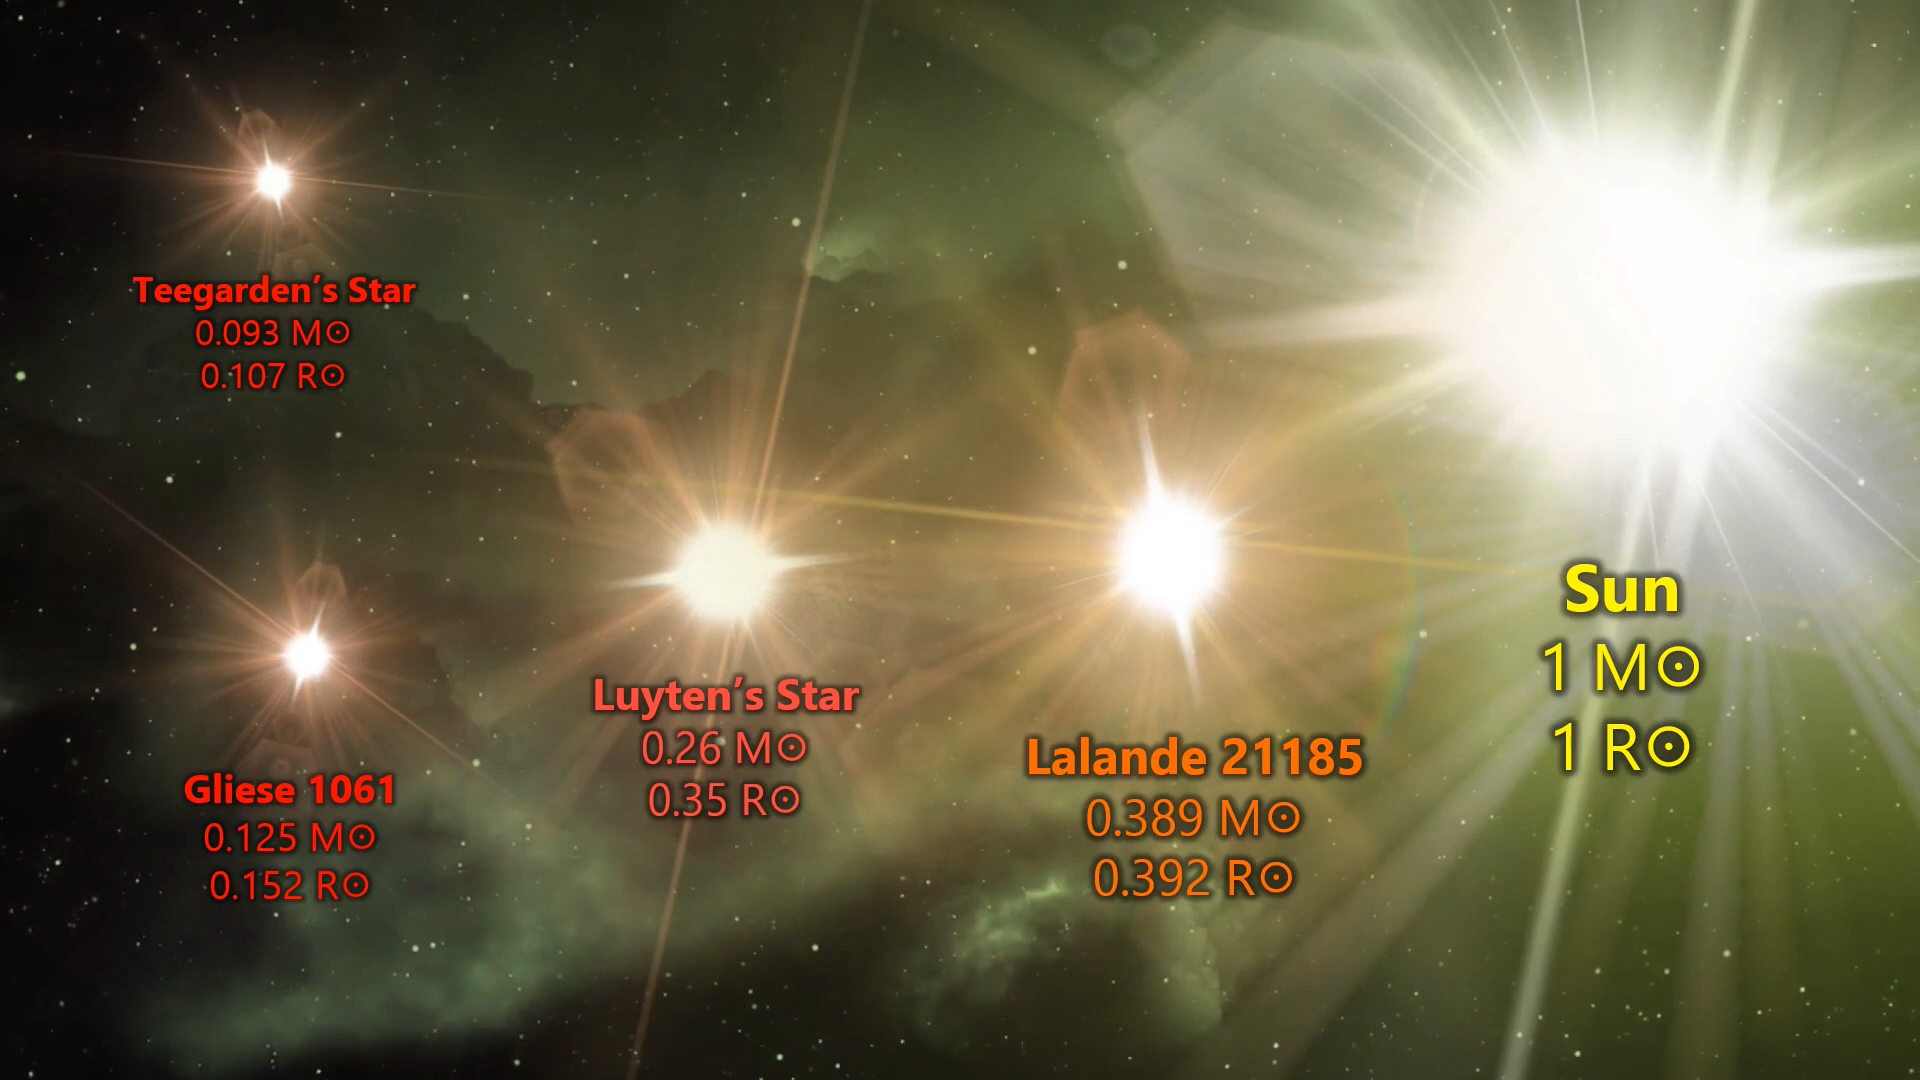 Teegarden’s Star
0.093 M☉
0.107 R☉
Gliese 1061
0.125 M☉
0.152 R☉
Luyten’s Star
0.26 M☉
0.35 R☉
Lalande 21185
0.389 M☉
0.392 R☉
Sun
1 M☉
1 R☉